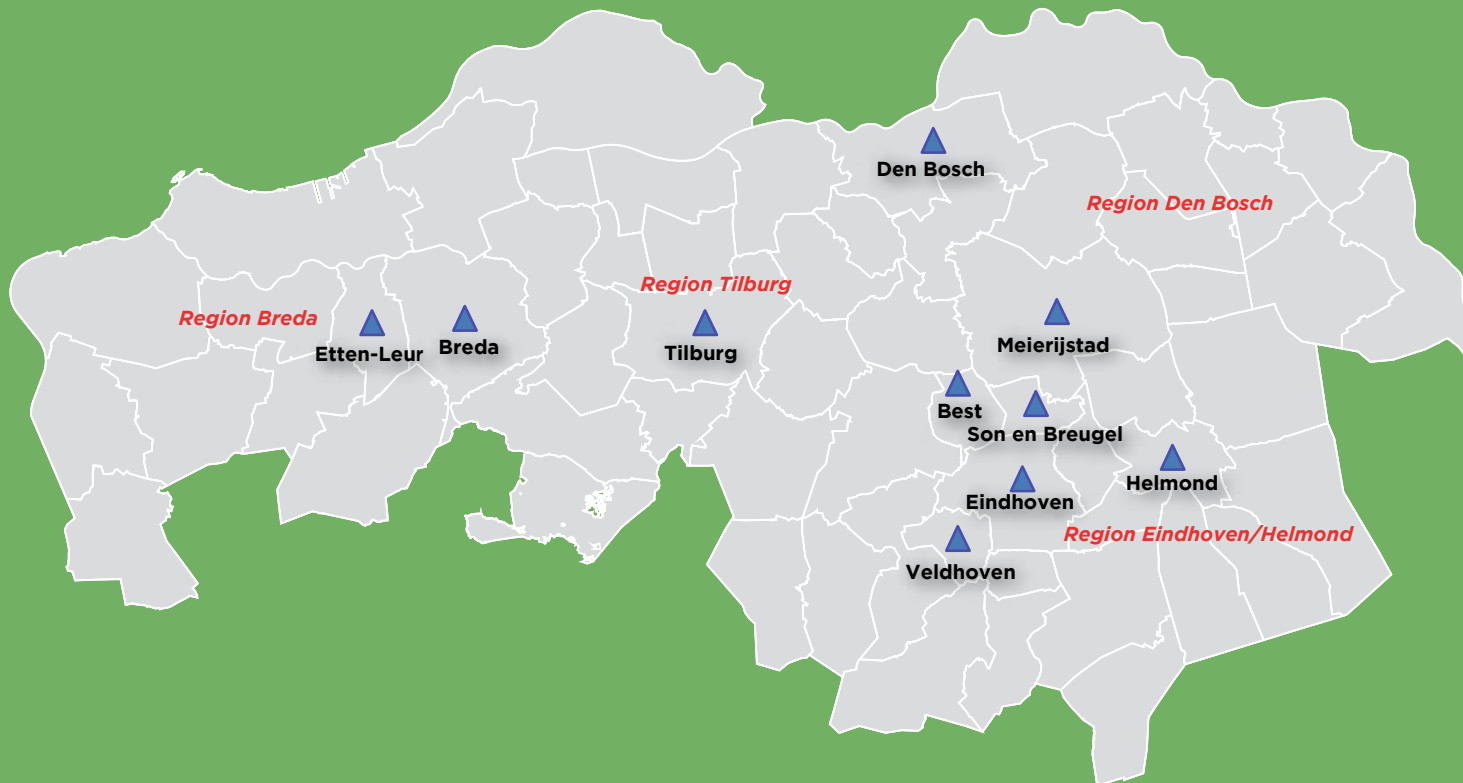 Den Bosch
Region Den Bosch
Region Tilburg
Region Breda
Etten-Leur
Breda
Tilburg
Meierijstad
Best
Son en Breugel
Helmond
Eindhoven
Region Eindhoven/Helmond
Veldhoven